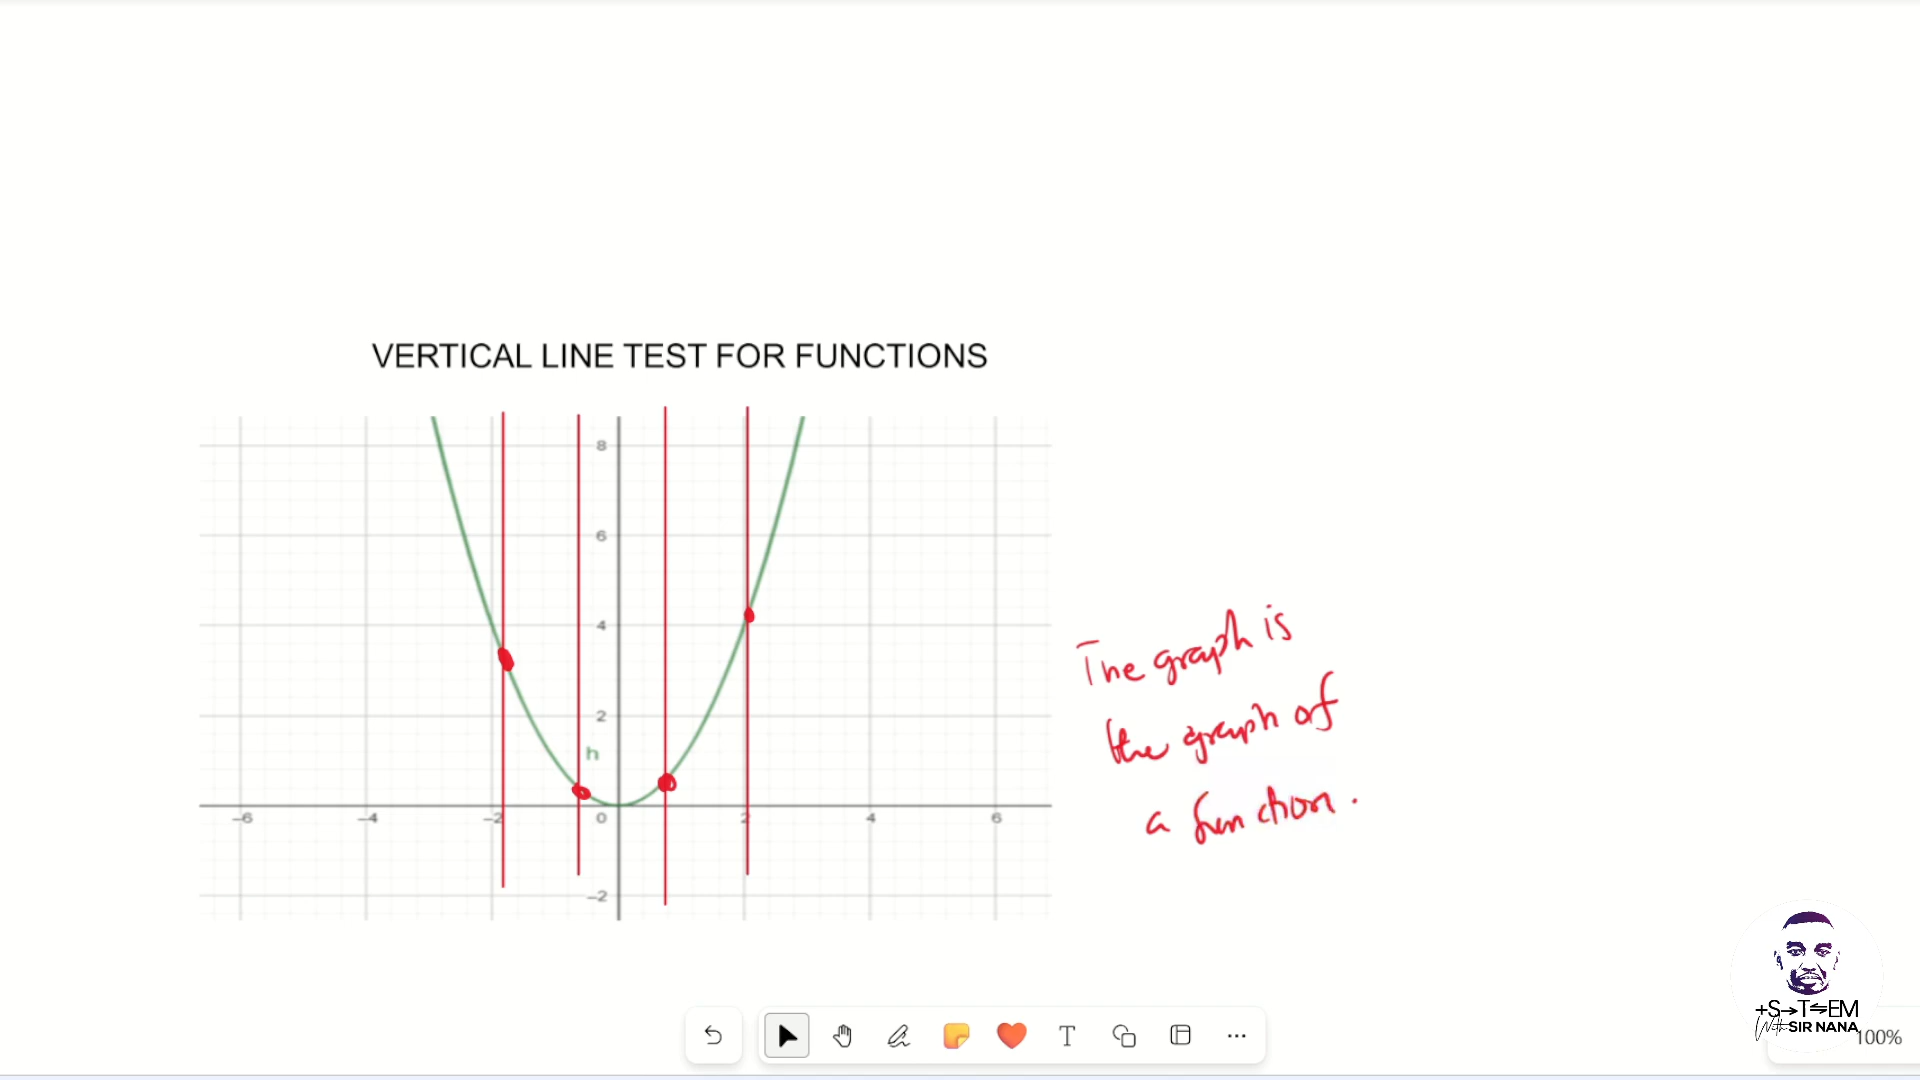 VERTICAL LINE TEST FOR FUNCTIONS
8
6
4
2
h
-6 -4 -2 0 2 4 6
-2
The graph is
the graph of
a function.
+S→T⇌EM
With SIR NANA
100%